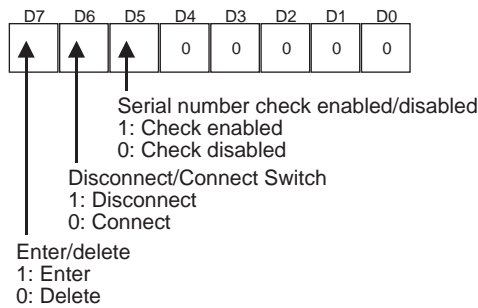 D7 D6 D5 D4 D3 D2 D1 D0
0 0 0 0 0
Serial number check enabled/disabled
1: Check enabled
0: Check disabled
Disconnect/Connect Switch
1: Disconnect
0: Connect
Enter/delete
1: Enter
0: Delete